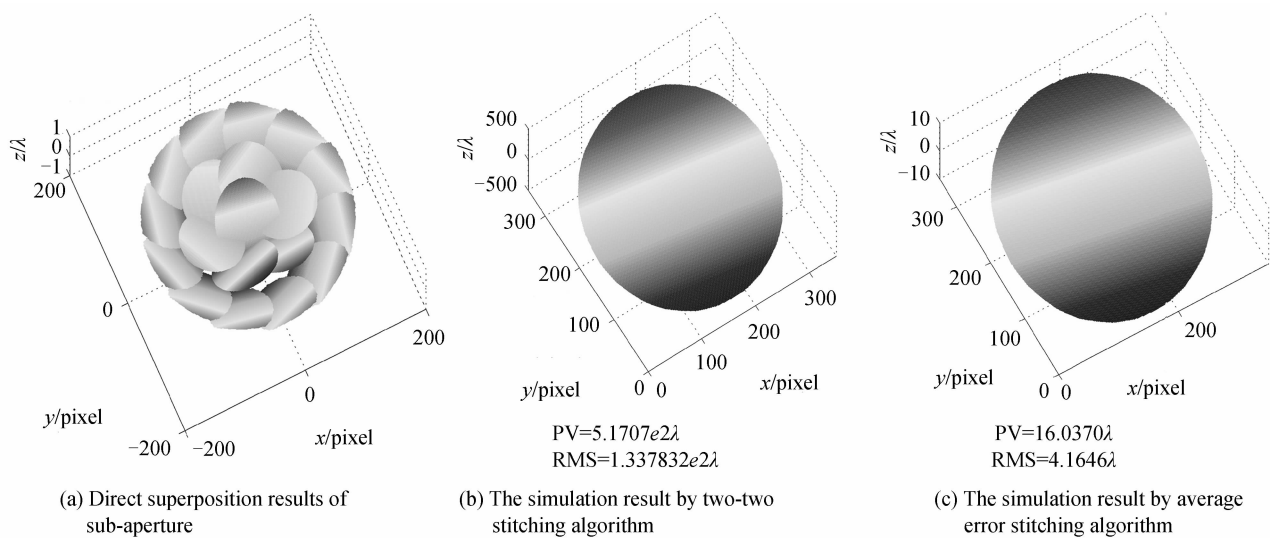 z/λ
1
0
−1
200
0
−200
y/pixel
−200
0
200
x/pixel
(a) Direct superposition results of
sub-aperture
z/λ
500
0
−500
300
200
100
0
y/pixel
0
100
200
300
x/pixel
PV=5.1707e2λ
RMS=1.337832e2λ
(b) The simulation result by two-two
stitching algorithm
z/λ
10
0
−10
300
200
100
0
y/pixel
0
200
x/pixel
PV=16.0370λ
RMS=4.1646λ
(c) The simulation result by average
error stitching algorithm